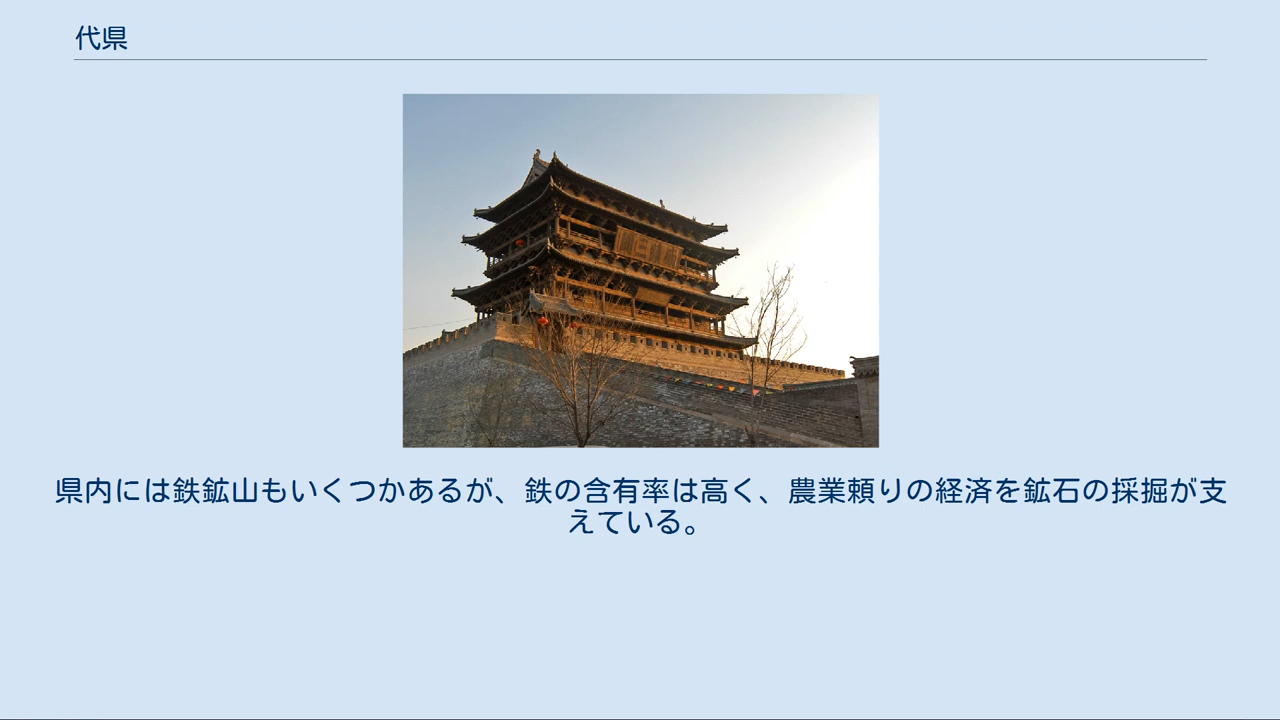 代県
県内には鉄鉱山もいくつかあるが、鉄の含有率は高く、農業頼りの経済を鉱石の採掘が支
えている。